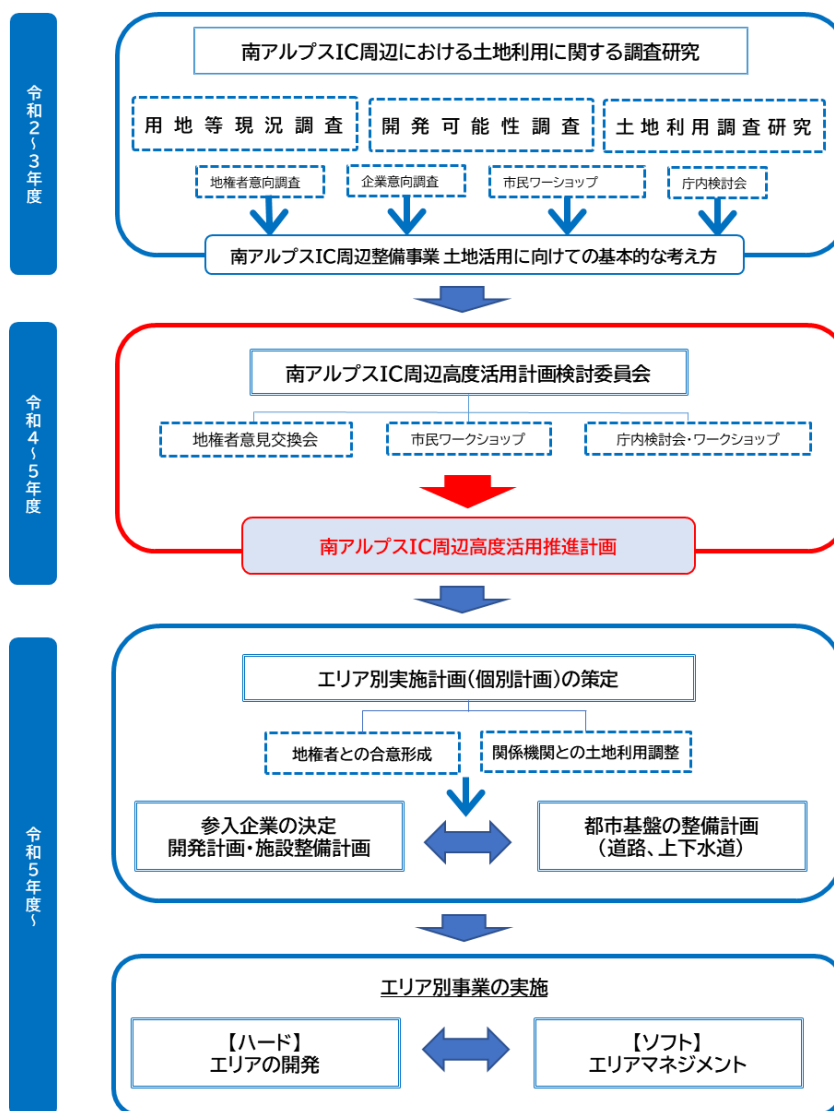 令和2~3年度
南アルプスIC周辺における土地利用に関する調査研究
用地等現況調査
開発可能性調査
土地利用調査研究
地権者意向調査
企業意向調査
市民ワーショップ
庁内検討会
南アルプスIC周辺整備事業 土地活用に向けての基本的な考え方
令和4~5年度
南アルプスIC周辺高度活用計画検討委員会
地権者意見交換会
市民ワークショップ
庁内検討会・ワークショップ
南アルプスIC周辺高度活用推進計画
令和5年度~
エリア別実施計画(個別計画)の策定
地権者との合意形成
関係機関との土地利用調整
参入企業の決定
開発計画・施設整備計画
都市基盤の整備計画
(道路、上下水道)
エリア別事業の実施
【ハード】
エリアの開発
【ソフト】
エリアマネジメント